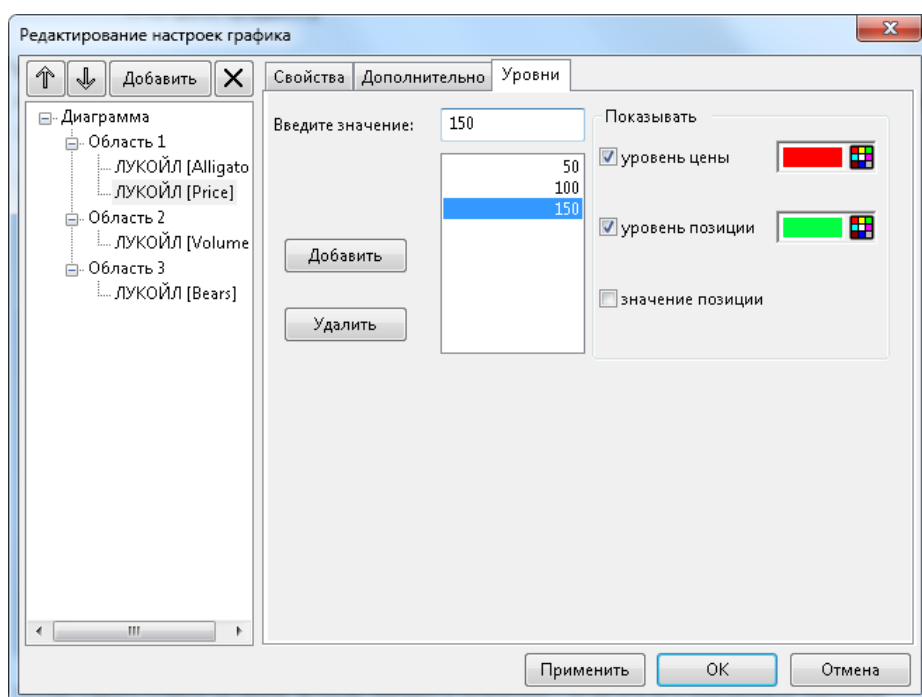 Редактирование настроек графика
Добавить
Диаграмма
Область 1
ЛУКОЙЛ [Alligato
ЛУКОЙЛ [Price]
Область 2
ЛУКОЙЛ [Volume
Область 3
ЛУКОЙЛ [Bears]
Свойства Дополнительно Уровни
Введите значение: 150
50
100
150
Добавить
Удалить
Показывать
уровень цены
уровень позиции
значение позиции
Применить OK Отмена